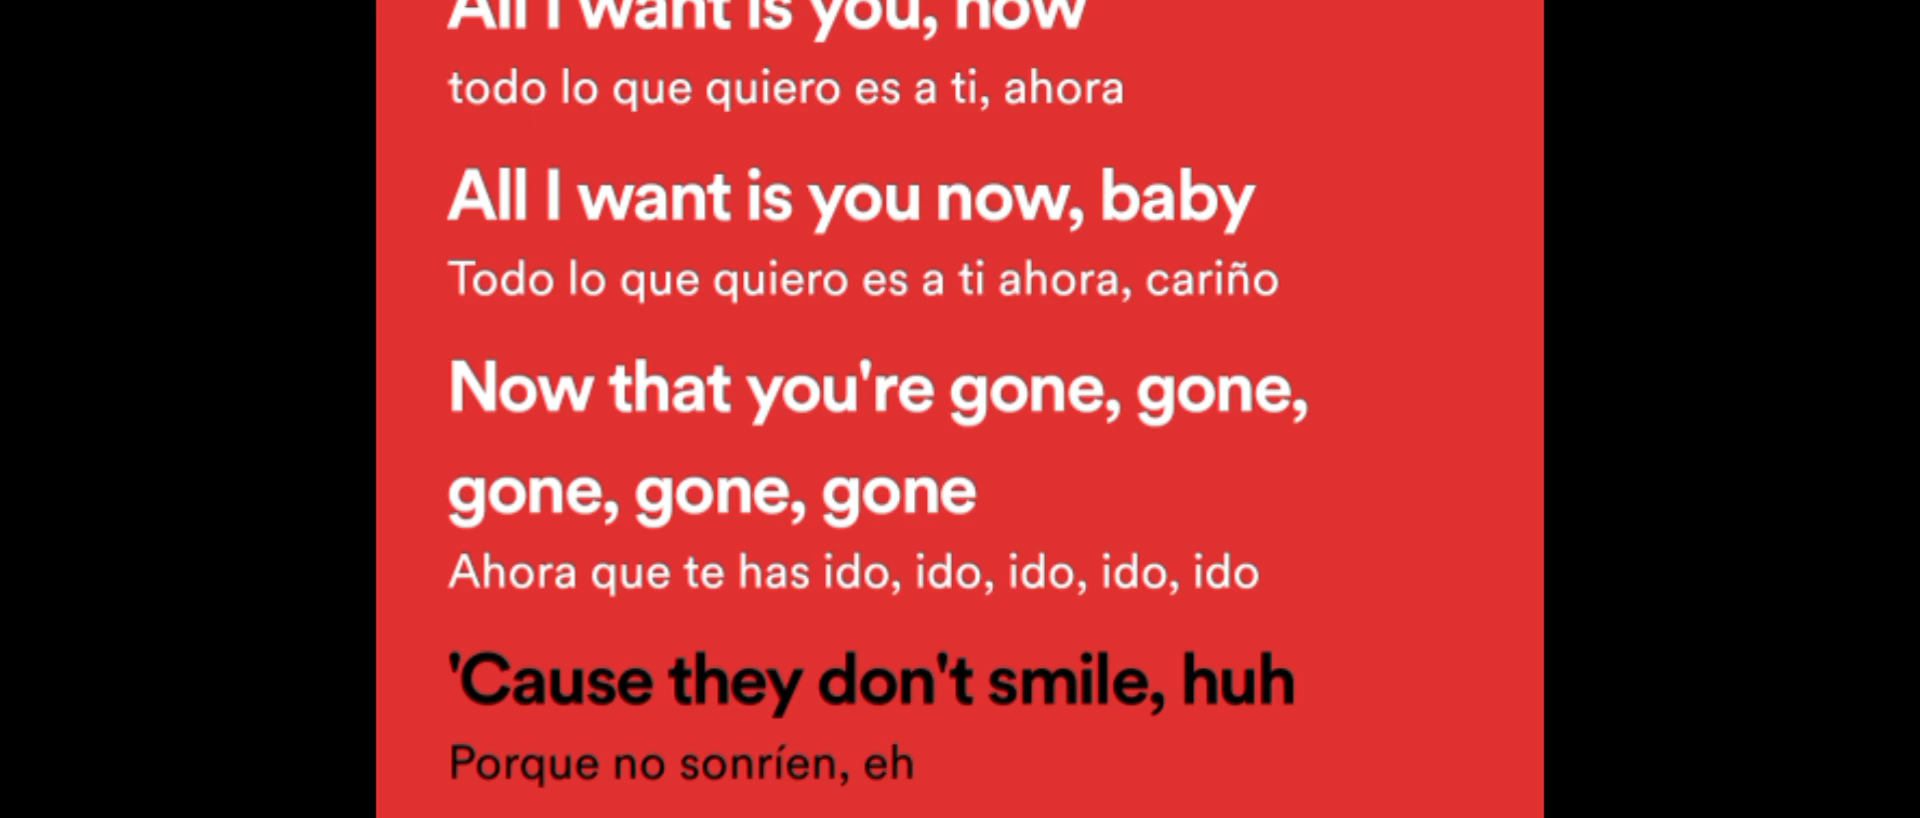 All I want is you, now
todo lo que quiero es a ti, ahora
All I want is you now, baby
Todo lo que quiero es a ti ahora, cariño
Now that you're gone, gone,
gone, gone, gone
Ahora que te has ido, ido, ido, ido, ido
'Cause they don't smile, huh
Porque no sonríen, eh